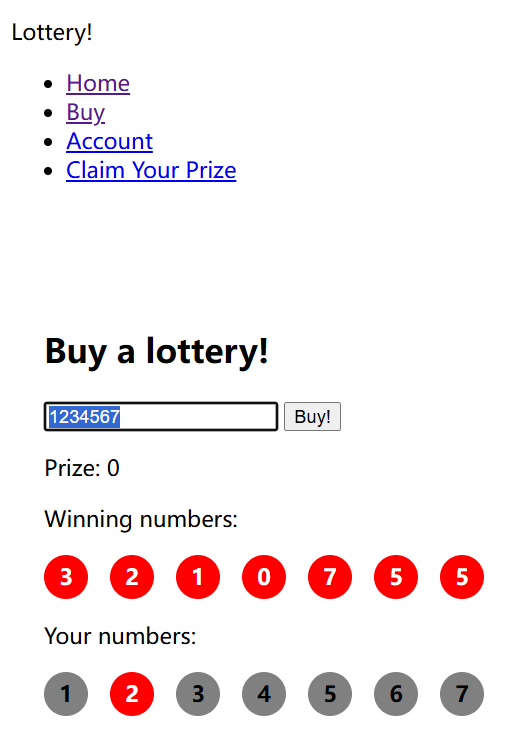 Lottery!
Home
Buy
Account
Claim Your Prize
Buy a lottery!
1234567 Buy!
Prize: 0
Winning numbers:
3 2 1 0 7 5 5
Your numbers:
1 2 3 4 5 6 7